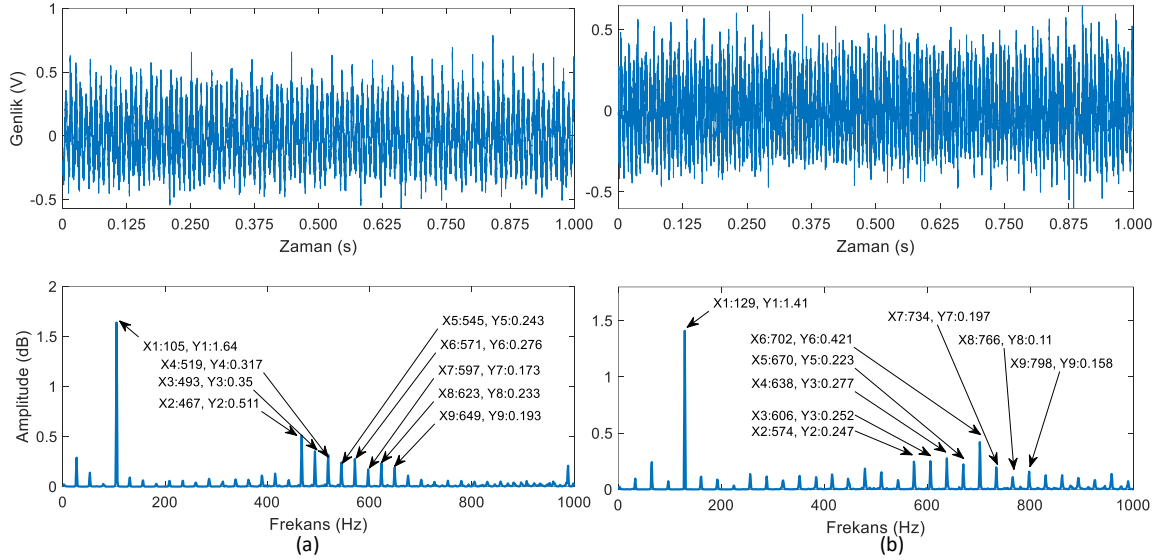 1
0.5
0
-0.5
Genlik (V)
0 0.125 0.250 0.375 0.500 0.625 0.750 0.875 1.000
Zaman (s)
0.5
0
-0.5
0 0.125 0.250 0.375 0.500 0.625 0.750 0.875 1.000
Zaman (s)
2
1.5
1
0.5
0
Amplitude (dB)
X1:105, Y1:1.64
X4:519, Y4:0.317
X3:493, Y3:0.35
X2:467, Y2:0.511
X5:545, Y5:0.243
X6:571, Y6:0.276
X7:597, Y7:0.173
X8:623, Y8:0.233
X9:649, Y9:0.193
0 200 400 600 800 1000
Frekans (Hz)
(a)
1.5
1
0.5
0
X1:129, Y1:1.41
X7:734, Y7:0.197
X6:702, Y6:0.421
X8:766, Y8:0.11
X5:670, Y5:0.223
X9:798, Y9:0.158
X4:638, Y3:0.277
X3:606, Y3:0.252
X2:574, Y2:0.247
0 200 400 600 800 1000
Frekans (Hz)
(b)